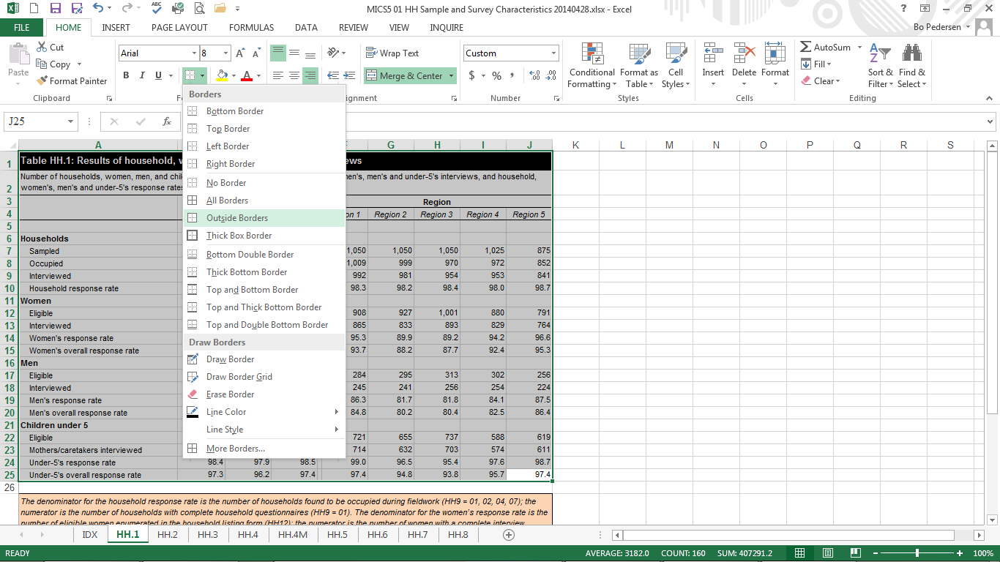 MICS5 01 HH Sample and Survey Characteristics 20140428.xlsx - Excel
FILE HOME INSERT PAGE LAYOUT FORMULAS DATA REVIEW VIEW INQUIRE Bo Pedersen
Cut
Copy
Format Painter
Paste
Clipboard
Arial 8
B I U
Wrap Text
Merge & Center
Custom
$ % ,
Number
Conditional Formatting
Format as Table
Cell Styles
Styles
Insert Delete Format
Cells
AutoSum
Fill
Clear
Sort & Filter
Find & Select
Editing
J25
fx
Borders
Bottom Border
Top Border
Left Border
Right Border
No Border
All Borders
Outside Borders
Thick Box Border
Bottom Double Border
Thick Bottom Border
Top and Bottom Border
Top and Thick Bottom Border
Top and Double Bottom Border
Draw Borders
Draw Border
Draw Border Grid
Erase Border
Line Color
Line Style
More Borders...
A G H I J K L M N O P Q R S
1 Table HH.1: Results of household,
Number of households, women, men, and
2 women's, men's and under-5's response
men's and under-5's interviews, and household,
3 Region
4 Region 2 Region 3 Region 4 Region 5
5
6 Households
7 Sampled 1,050 1,050 1,050 1,025 875
8 Occupied 1,009 999 970 972 852
9 Interviewed 992 981 954 953 841
10 Household response rate 98.3 98.2 98.4 98.0 98.7
11 Women
12 Eligible 908 927 1,001 880 791
13 Interviewed 865 833 893 829 764
14 Women's response rate 95.3 89.9 89.2 94.2 96.6
15 Women's overall response rate 93.7 88.2 87.7 92.4 95.3
16 Men
17 Eligible 284 295 313 302 256
18 Interviewed 245 241 256 254 224
19 Men's response rate 86.3 81.7 81.8 84.1 87.5
20 Men's overall response rate 84.8 80.2 80.4 82.5 86.4
21 Children under 5
22 Eligible 721 655 737 588 619
23 Mothers/caretakers interviewed 714 632 703 574 611
24 Under-5's response rate 98.4 97.9 98.5 99.0 96.5 95.4 97.6 98.7
25 Under-5's overall response rate 97.3 96.2 97.4 97.4 94.8 93.8 95.7 97.4
26
The denominator for the household response rate is the number of households found to be occupied during fieldwork (HH9 = 01, 02, 04, 07); the
numerator is the number of households with complete household questionnaires (HH9 = 01). The denominator for the women's response rate is the
number of eligible women enumerated in the household listing form (HH12); the numerator is the number of women with a complete interview
IDX HH.1 HH.2 HH.3 HH.4 HH.4M HH.5 HH.6 HH.7 HH.8
READY AVERAGE: 3182.0 COUNT: 160 SUM: 407291.2 100%